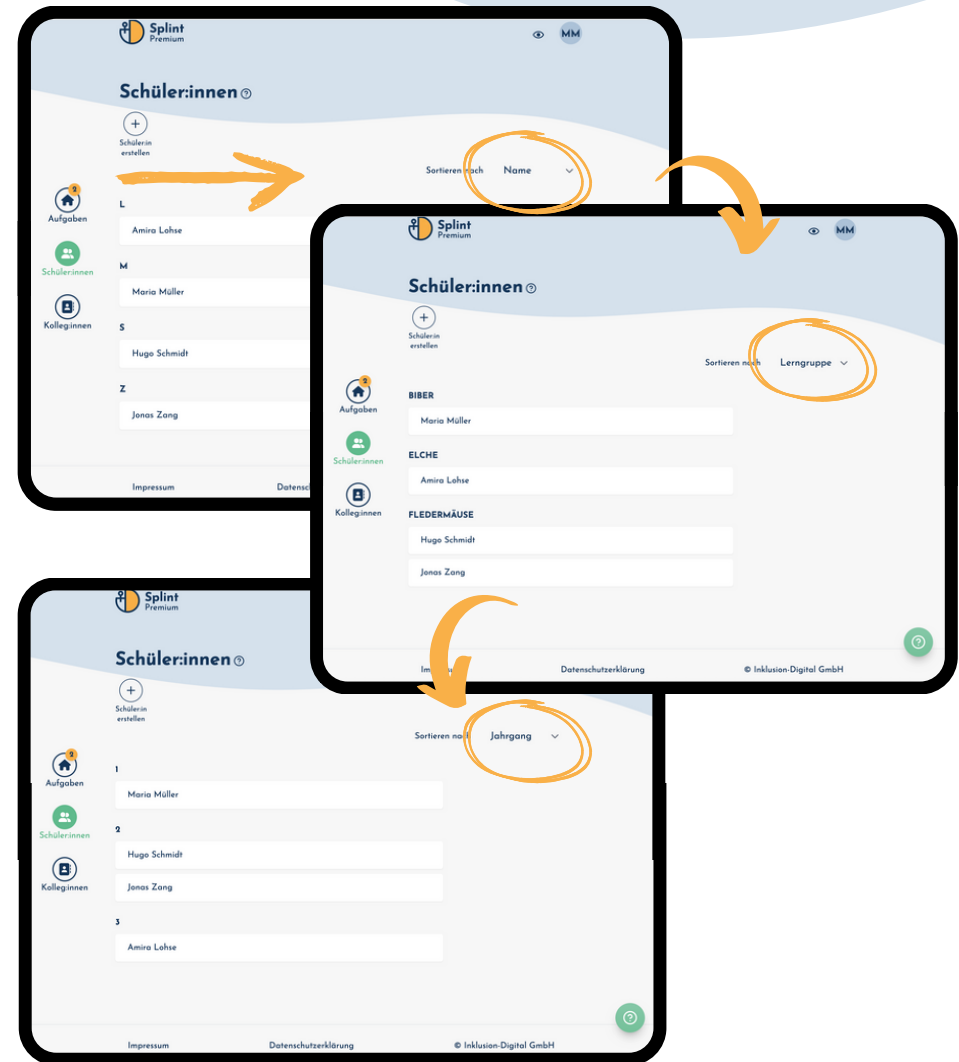 Splint
Premium
MM
Schüler:innen
Schüler:in
erstellen
Sortieren nach Name
2
Aufgaben
Schüler:innen
Kolleg:innen
L
Amira Lohse
M
Maria Müller
S
Hugo Schmidt
Z
Jonas Zang
Impressum
Splint
Premium
MM
Schüler:innen
Schüler:in
erstellen
Sortieren nach Lerngruppe
2
Aufgaben
Schüler:innen
Kolleg:innen
BIBER
Maria Müller
ELCHE
Amira Lohse
FLEDERMÄUSE
Hugo Schmidt
Jonas Zang
Datenschutzerklärung © Inklusion-Digital GmbH
Splint
Premium
Schüler:innen
Schüler:in
erstellen
Sortieren nach Jahrgang
2
Aufgaben
Schüler:innen
Kolleg:innen
1
Maria Müller
2
Hugo Schmidt
Jonas Zang
3
Amira Lohse
Impressum Datenschutzerklärung © Inklusion-Digital GmbH